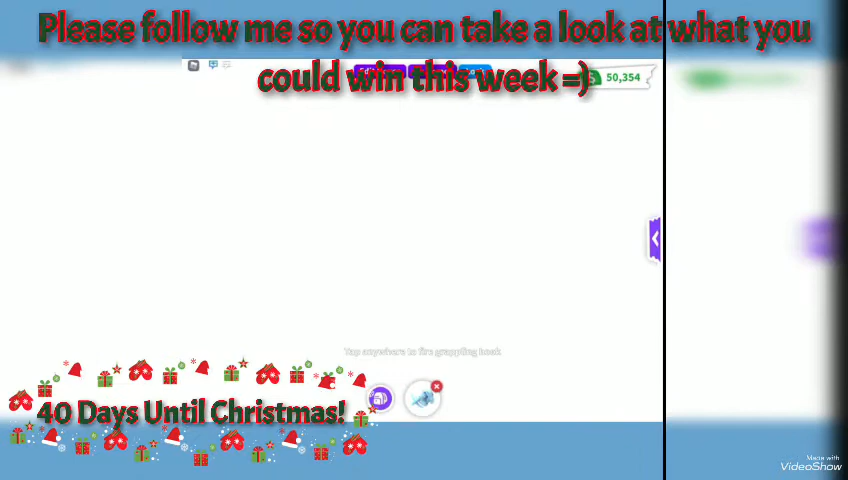 Please follow me so you can take a look at what you
could win this week =)
50,354
Tap anywhere to fire grappling hook
40 Days Until Christmas!
Made with
VideoShow